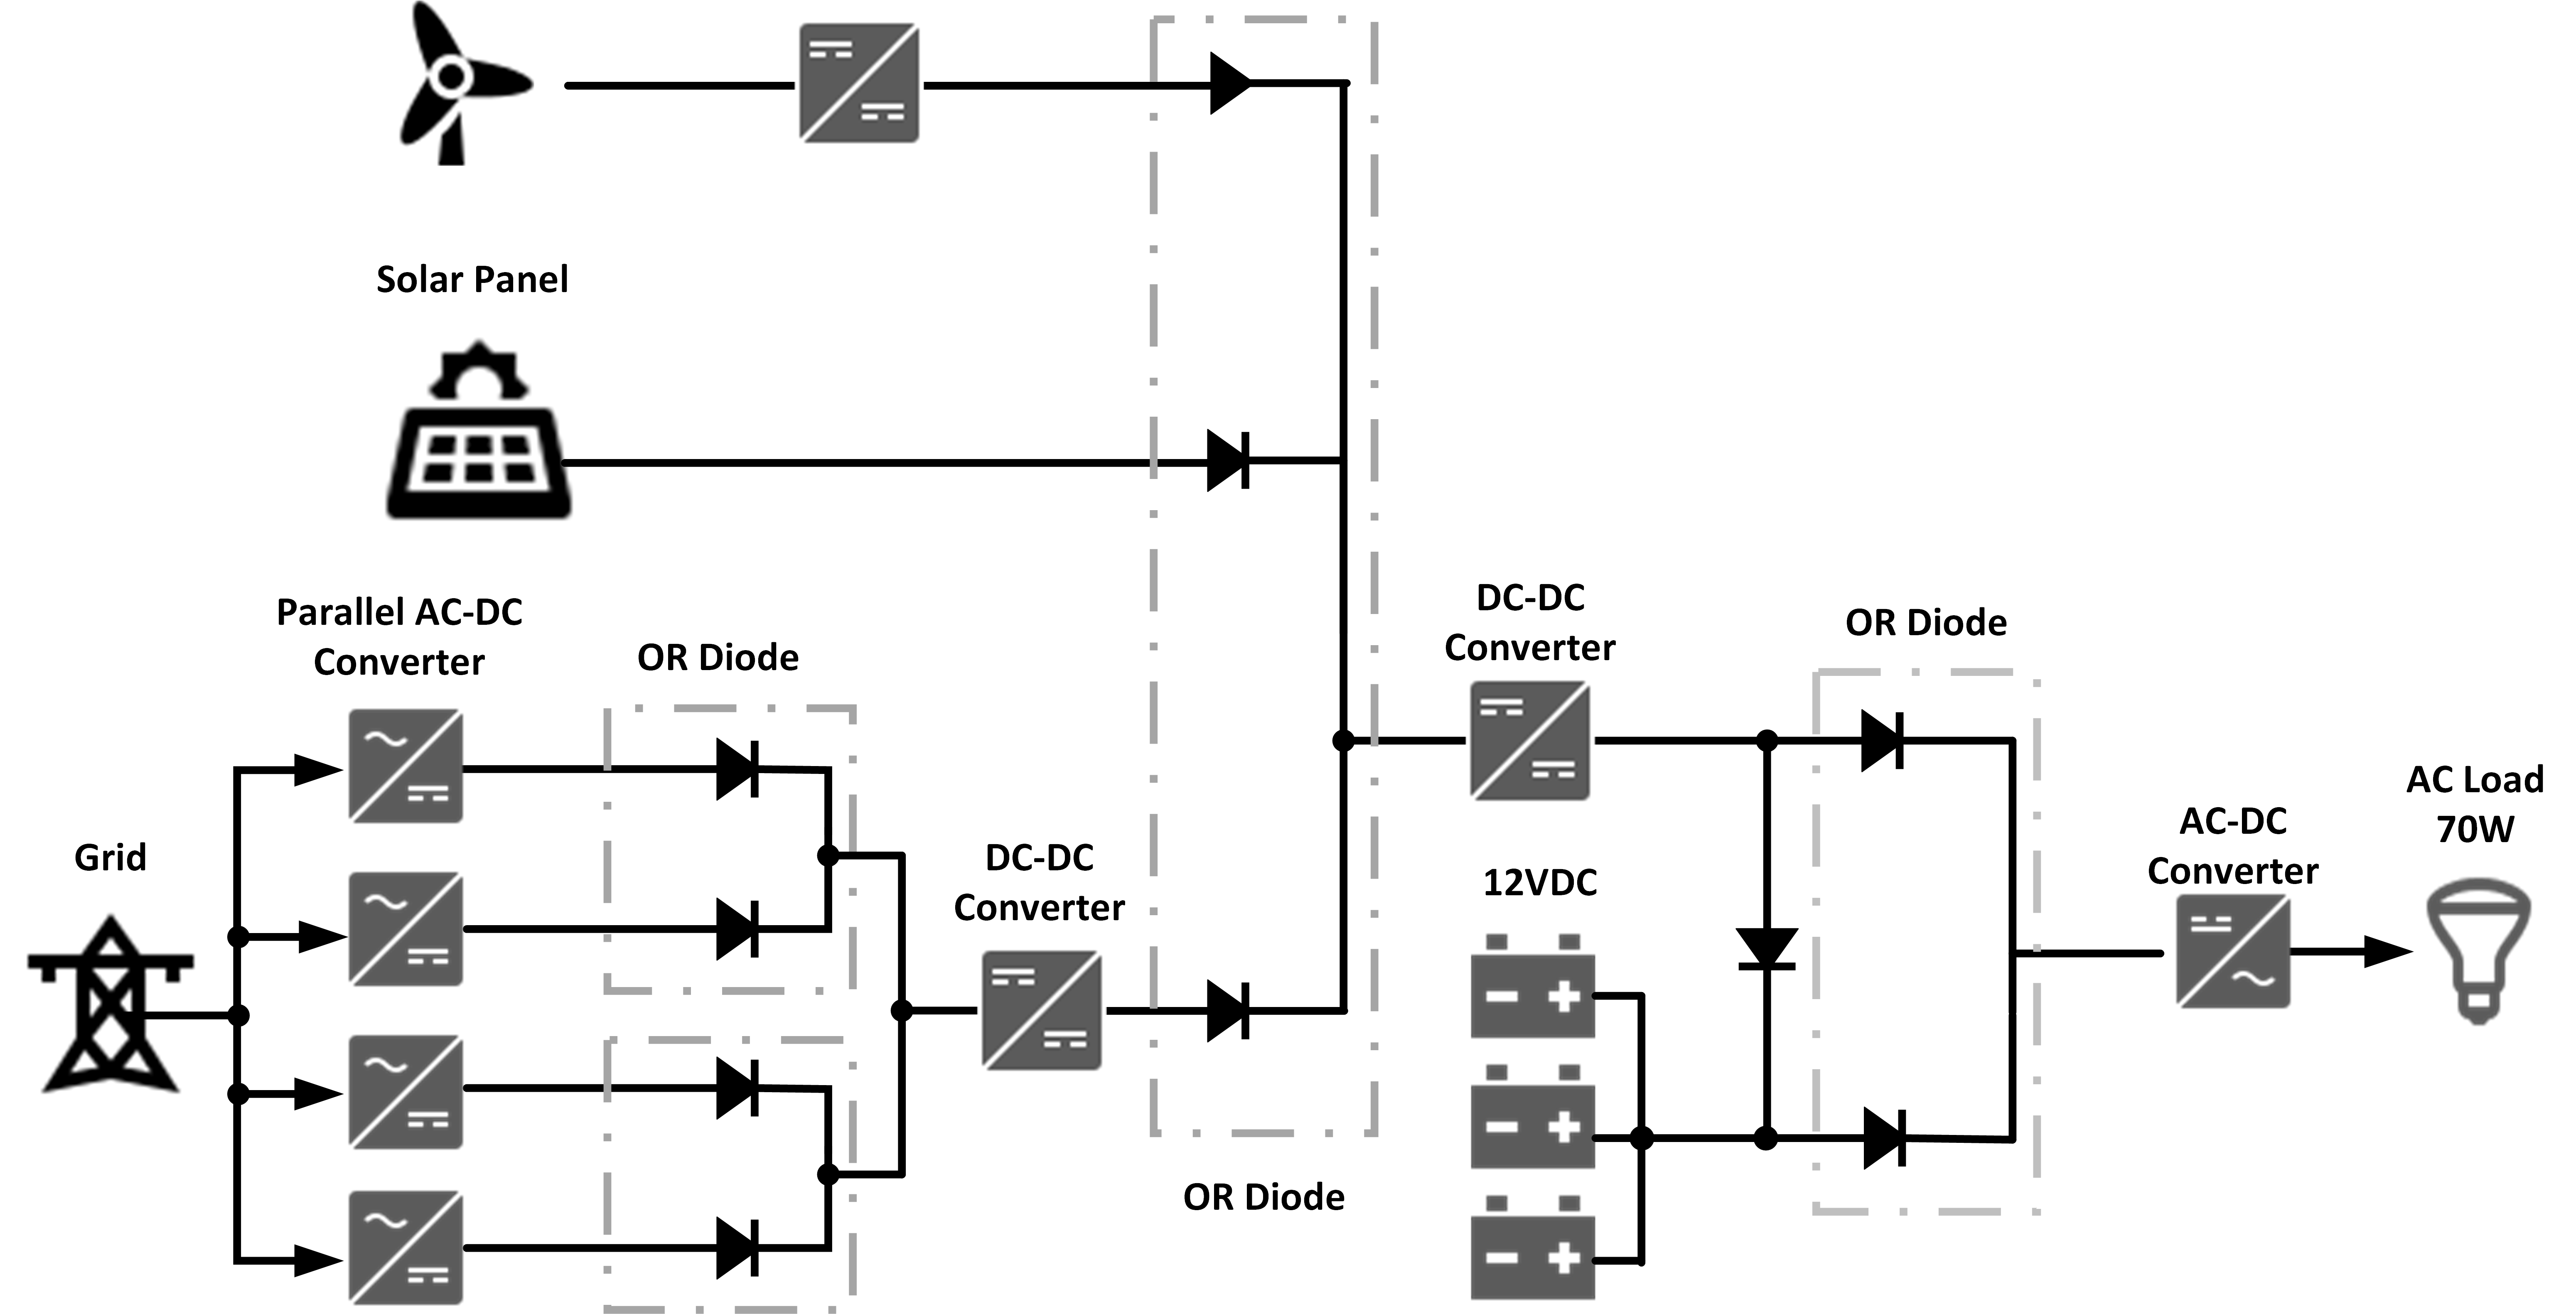 Solar Panel
Parallel AC-DC
Converter
OR Diode
Grid
DC-DC
Converter
OR Diode
DC-DC
Converter
12VDC
OR Diode
AC-DC
Converter
AC Load
70W